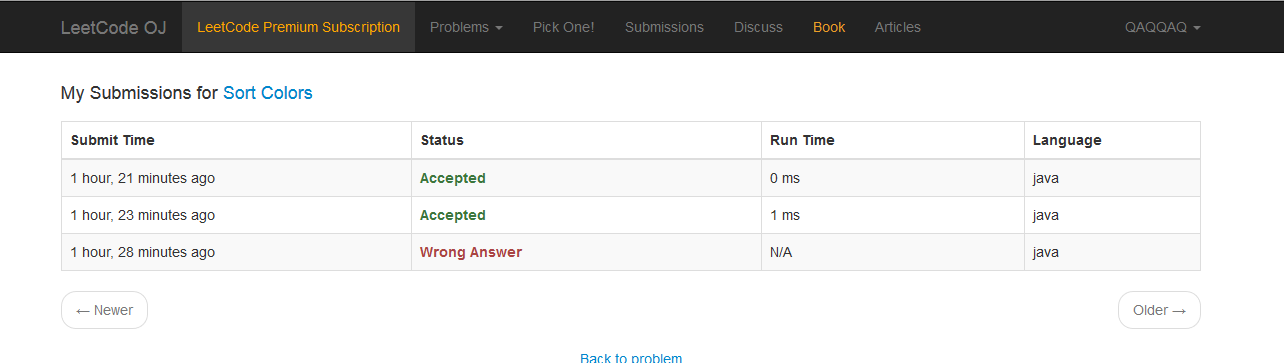 LeetCode OJ LeetCode Premium Subscription Problems Pick One! Submissions Discuss Book Articles QAQQAQ
My Submissions for Sort Colors
Submit Time Status Run Time Language
1 hour, 21 minutes ago Accepted 0 ms java
1 hour, 23 minutes ago Accepted 1 ms java
1 hour, 28 minutes ago Wrong Answer N/A java
← Newer Older →
Back to problem